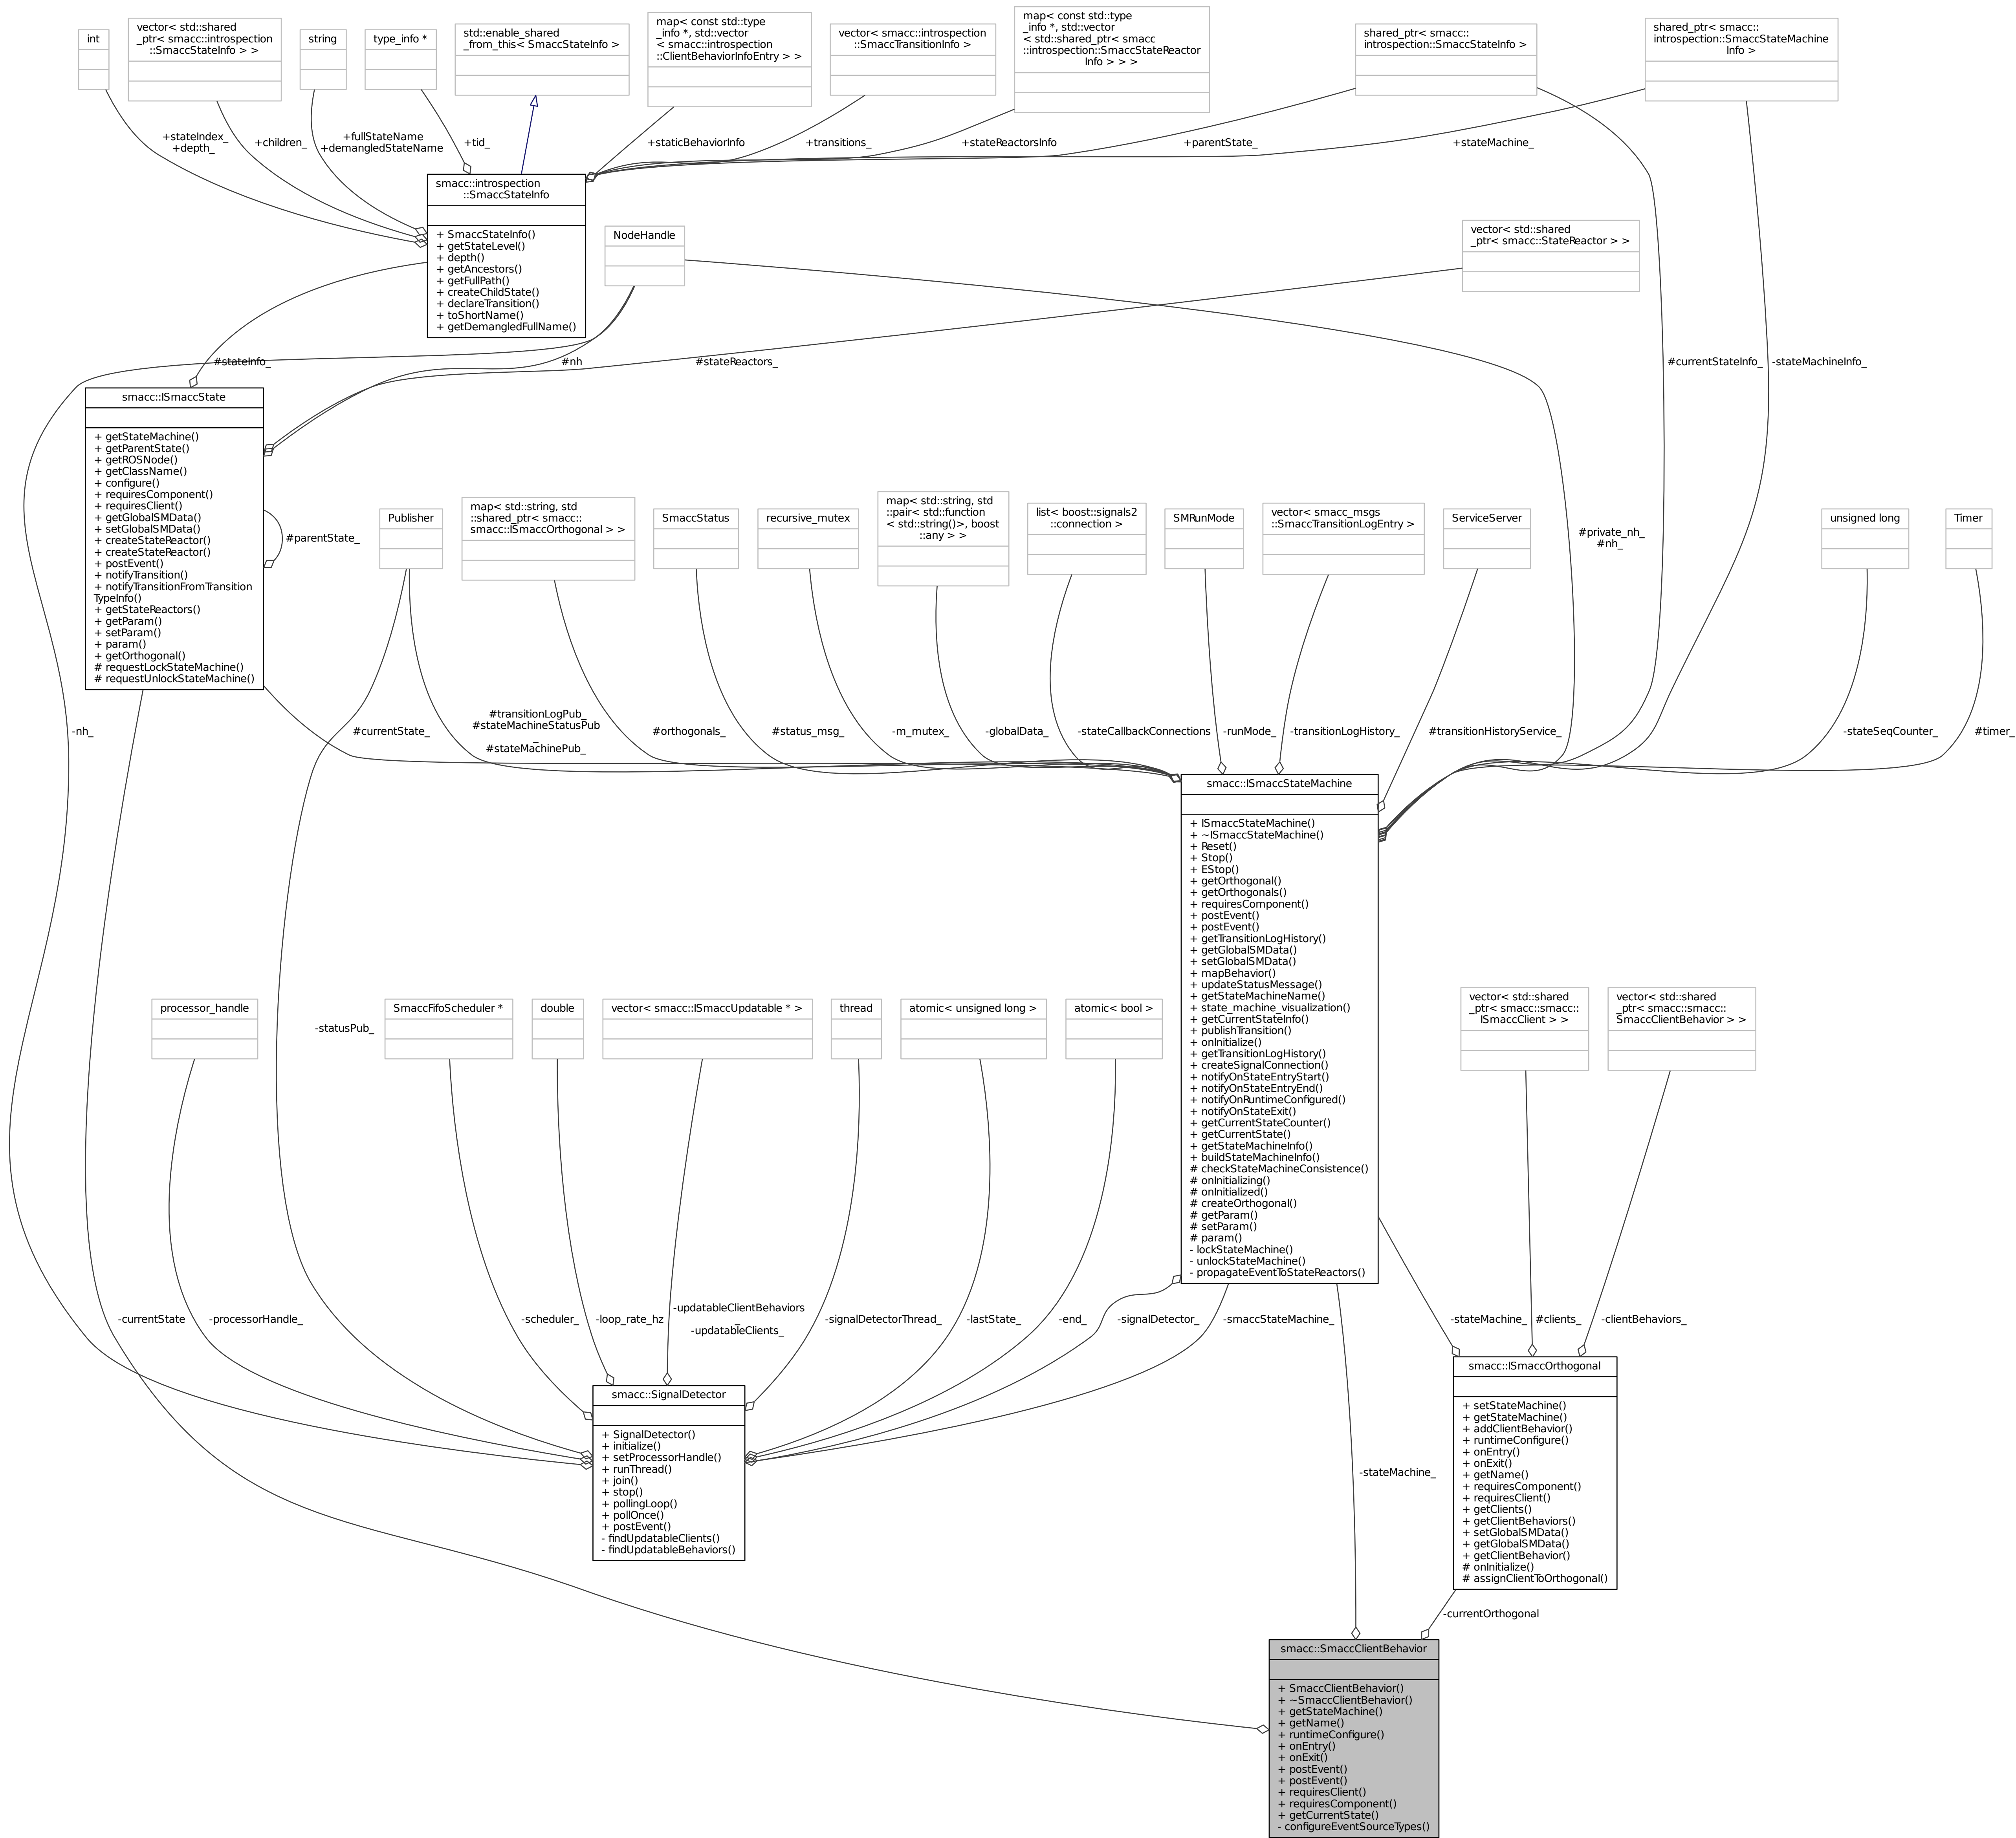 int
vector< std::shared
_ptr< smacc::introspection
::SmaccStateInfo > >
string
type_info *
std::enable_shared
_from_this< SmaccStateInfo >
map< const std::type
_info *, std::vector
< smacc::introspection
::ClientBehaviorInfoEntry > >
vector< smacc::introspection
::SmaccTransitionInfo >
map< const std::type
_info *, std::vector
< std::shared_ptr< smacc
::introspection::SmaccStateReactor
Info > > >
shared_ptr< smacc::
introspection::SmaccStateInfo >
shared_ptr< smacc::
introspection::SmaccStateMachine
Info >
+stateIndex_
+depth_
+children_
+fullStateName
+demangledStateName
+tid_
+staticBehaviorInfo
+transitions_
+stateReactorsInfo
+parentState_
+stateMachine_
smacc::introspection
::SmaccStateInfo
+ SmaccStateInfo()
+ getStateLevel()
+ depth()
+ getAncestors()
+ getFullPath()
+ createChildState()
+ declareTransition()
+ toShortName()
+ getDemangledFullName()
NodeHandle
vector< std::shared
_ptr< smacc::StateReactor > >
#stateInfo_
#nh
#stateReactors_
#currentStateInfo_
-stateMachineInfo_
smacc::ISmaccState
+ getStateMachine()
+ getParentState()
+ getROSNode()
+ getClassName()
+ configure()
+ requiresComponent()
+ requiresClient()
+ getGlobalSMData()
+ setGlobalSMData()
+ createStateReactor()
+ createStateReactor()
+ postEvent()
+ notifyTransition()
+ notifyTransitionFromTransition
TypeInfo()
+ getStateReactors()
+ getParam()
+ setParam()
+ param()
+ getOrthogonal()
# requestLockStateMachine()
# requestUnlockStateMachine()
#parentState_
Publisher
map< std::string, std
::shared_ptr< smacc::
smacc::ISmaccOrthogonal > >
SmaccStatus
recursive_mutex
map< std::string, std
::pair< std::function
< std::string()>, boost
::any > >
list< boost::signals2
::connection >
SMRunMode
vector< smacc_msgs
::SmaccTransitionLogEntry >
ServiceServer
#private_nh_
#nh_
unsigned long
Timer
-nh_
#currentState_
#transitionLogPub_
#stateMachineStatusPub
_
#stateMachinePub_
#orthogonals_
#status_msg_
-m_mutex_
-globalData_
-stateCallbackConnections
-runMode_
-transitionLogHistory_
#transitionHistoryService_
-stateSeqCounter_
#timer_
smacc::ISmaccStateMachine
+ ISmaccStateMachine()
+ ~ISmaccStateMachine()
+ Reset()
+ Stop()
+ EStop()
+ getOrthogonal()
+ getOrthogonals()
+ requiresComponent()
+ postEvent()
+ postEvent()
+ getTransitionLogHistory()
+ getGlobalSMData()
+ setGlobalSMData()
+ mapBehavior()
+ updateStatusMessage()
+ getStateMachineName()
+ state_machine_visualization()
+ getCurrentStateInfo()
+ publishTransition()
+ onInitialize()
+ getTransitionLogHistory()
+ createSignalConnection()
+ notifyOnStateEntryStart()
+ notifyOnStateEntryEnd()
+ notifyOnRuntimeConfigured()
+ notifyOnStateExit()
+ getCurrentStateCounter()
+ getCurrentState()
+ getStateMachineInfo()
+ buildStateMachineInfo()
# checkStateMachineConsistence()
# onInitializing()
# onInitialized()
# createOrthogonal()
# getParam()
# setParam()
# param()
- lockStateMachine()
- unlockStateMachine()
- propagateEventToStateReactors()
processor_handle
-statusPub_
SmaccFifoScheduler *
double
vector< smacc::ISmaccUpdatable * >
thread
atomic< unsigned long >
atomic< bool >
vector< std::shared
_ptr< smacc::smacc::
ISmaccClient > >
vector< std::shared
_ptr< smacc::smacc::
SmaccClientBehavior > >
-currentState
-processorHandle_
-scheduler_
-loop_rate_hz
-updatableClientBehaviors
_
-updatableClients_
-signalDetectorThread_
-lastState_
-end_
-signalDetector_
-smaccStateMachine_
-stateMachine_
#clients_
-clientBehaviors_
smacc::SignalDetector
+ SignalDetector()
+ initialize()
+ setProcessorHandle()
+ runThread()
+ join()
+ stop()
+ pollingLoop()
+ pollOnce()
+ postEvent()
- findUpdatableClients()
- findUpdatableBehaviors()
smacc::ISmaccOrthogonal
+ setStateMachine()
+ getStateMachine()
+ addClientBehavior()
+ runtimeConfigure()
+ onEntry()
+ onExit()
+ getName()
+ requiresComponent()
+ requiresClient()
+ getClients()
+ getClientBehaviors()
+ setGlobalSMData()
+ getGlobalSMData()
+ getClientBehavior()
# onInitialize()
# assignClientToOrthogonal()
-stateMachine_
-currentOrthogonal
smacc::SmaccClientBehavior
+ SmaccClientBehavior()
+ ~SmaccClientBehavior()
+ getStateMachine()
+ getName()
+ runtimeConfigure()
+ onEntry()
+ onExit()
+ postEvent()
+ postEvent()
+ requiresClient()
+ requiresComponent()
+ getCurrentState()
- configureEventSourceTypes()